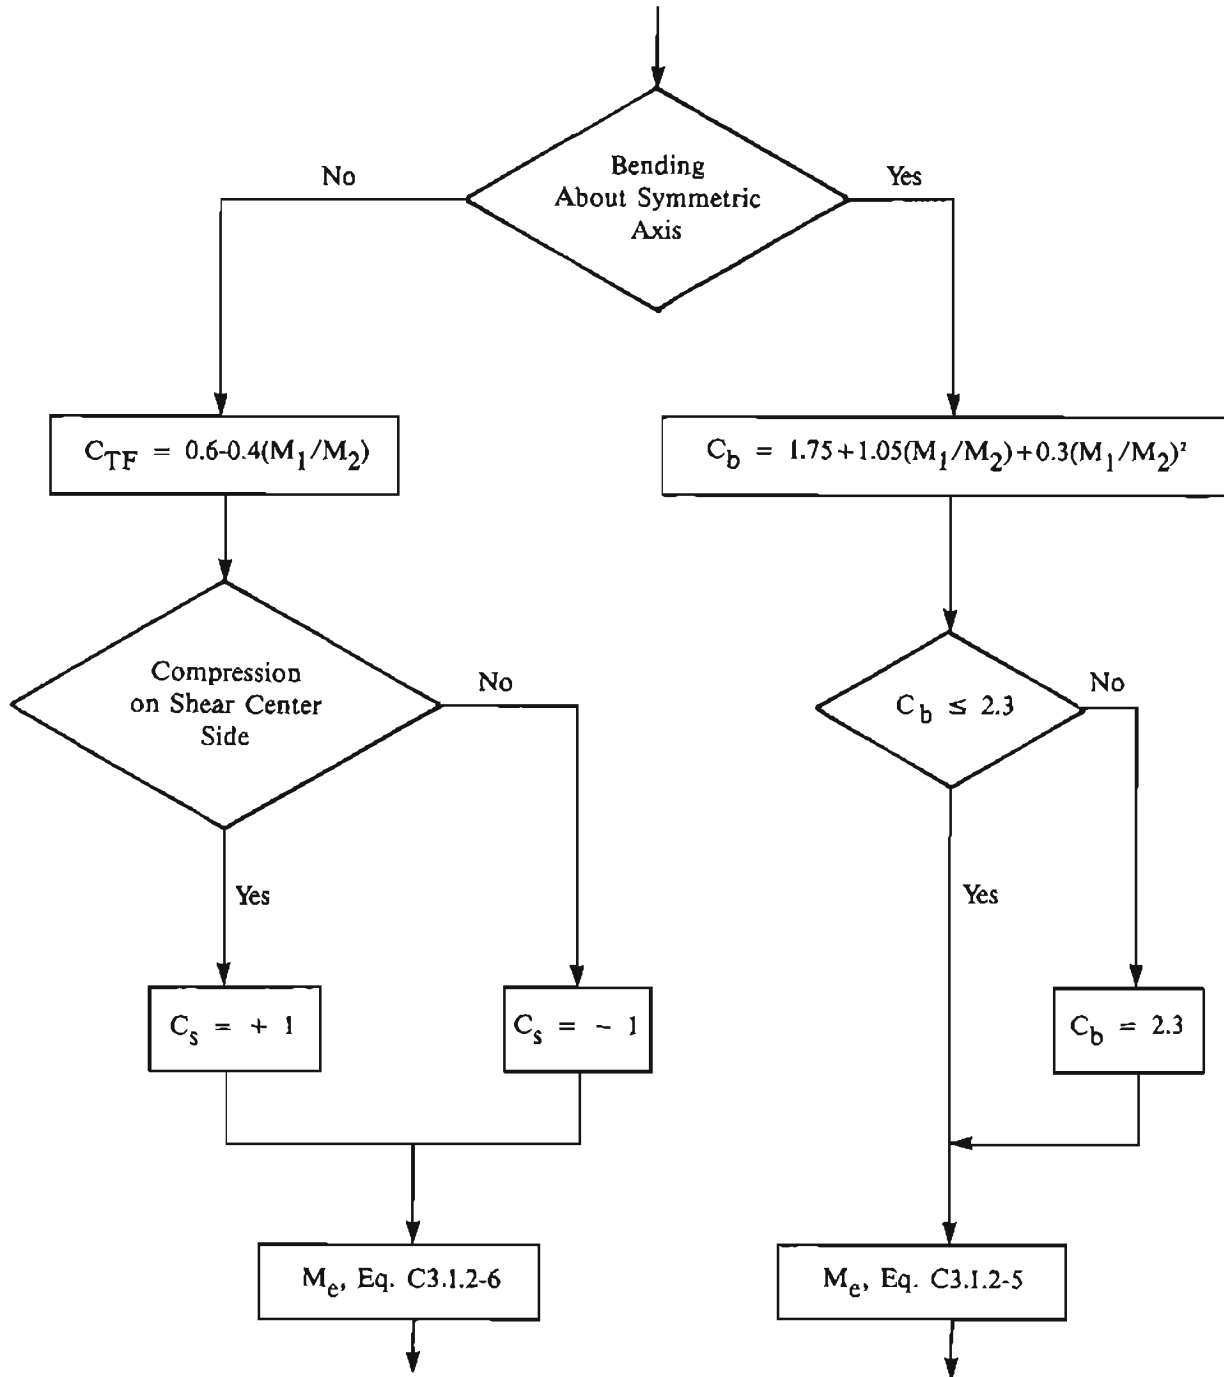 Bending
About Symmetric
Axis
No
Yes
C_TF = 0.6-0.4(M_1/M_2)
C_b = 1.75+1.05(M_1/M_2)+0.3(M_1/M_2)²
Compression
on Shear Center
Side
No
Yes
C_b ≤ 2.3
No
Yes
C_s = + 1
C_s = - 1
C_b = 2.3
M_e, Eq. C3.1.2-6
M_e, Eq. C3.1.2-5